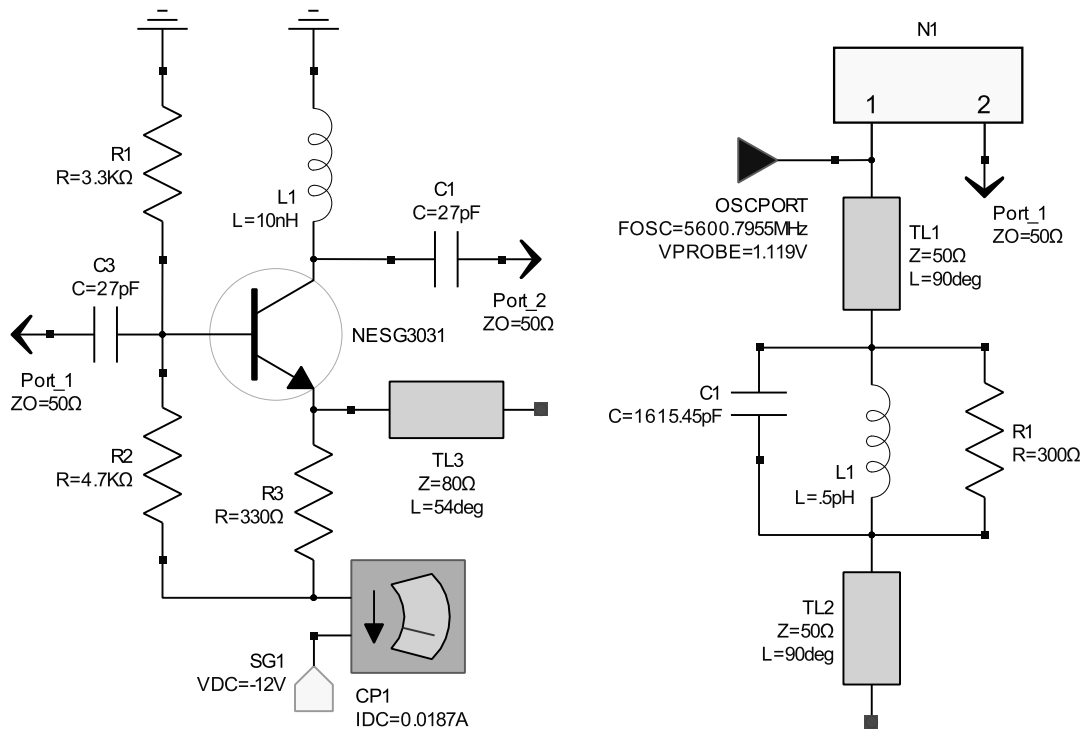 R1
R=3.3KΩ
L1
L=10nH
C1
C=27pF
C3
C=27pF
Port_2
ZO=50Ω
NESG3031
Port_1
ZO=50Ω
R2
R=4.7KΩ
TL3
Z=80Ω
L=54deg
R3
R=330Ω
SG1
VDC=-12V
CP1
IDC=0.0187A
N1
1
2
OSCPORT
FOSC=5600.7955MHz
VPROBE=1.119V
Port_1
ZO=50Ω
TL1
Z=50Ω
L=90deg
C1
C=1615.45pF
L1
L=.5pH
R1
R=300Ω
TL2
Z=50Ω
L=90deg